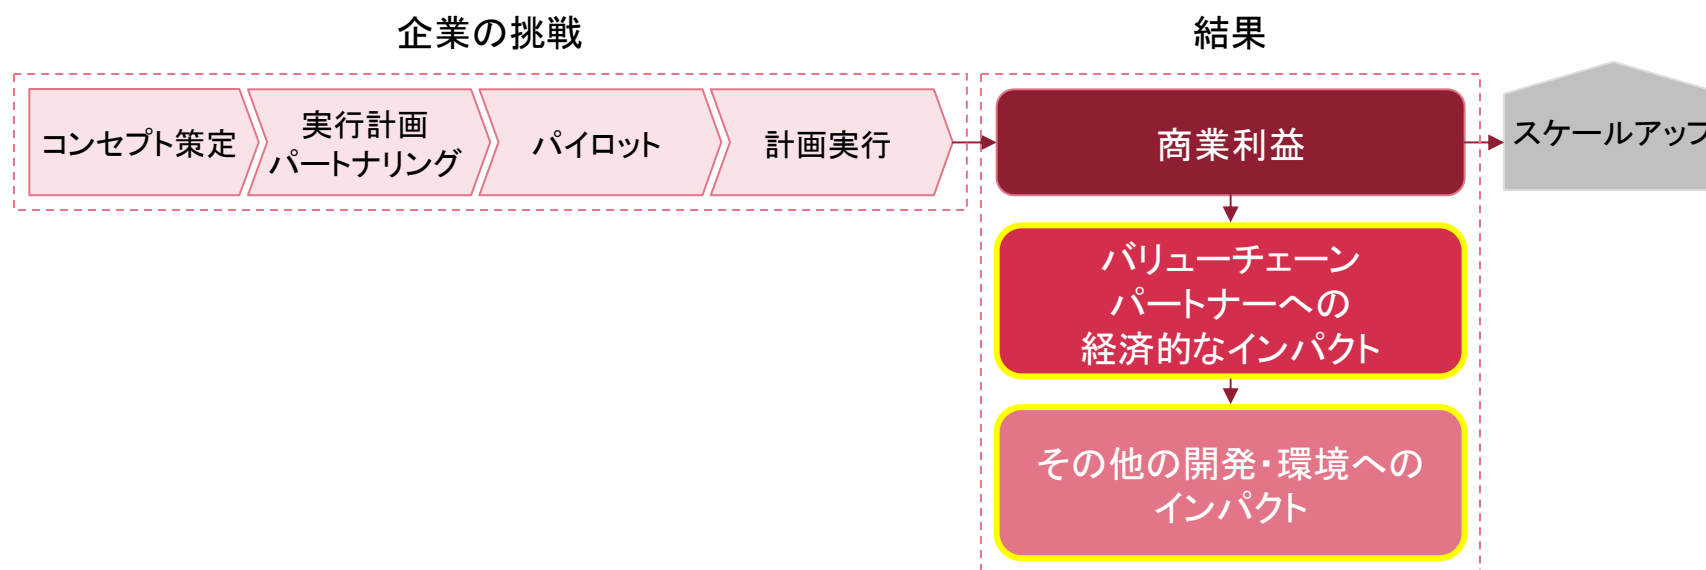 企業の挑戦
結果
コンセプト策定
実行計画
パートナリング
パイロット
計画実行
商業利益
スケールアップ
バリューチェーン
パートナーへの
経済的なインパクト
その他の開発・環境への
インパクト